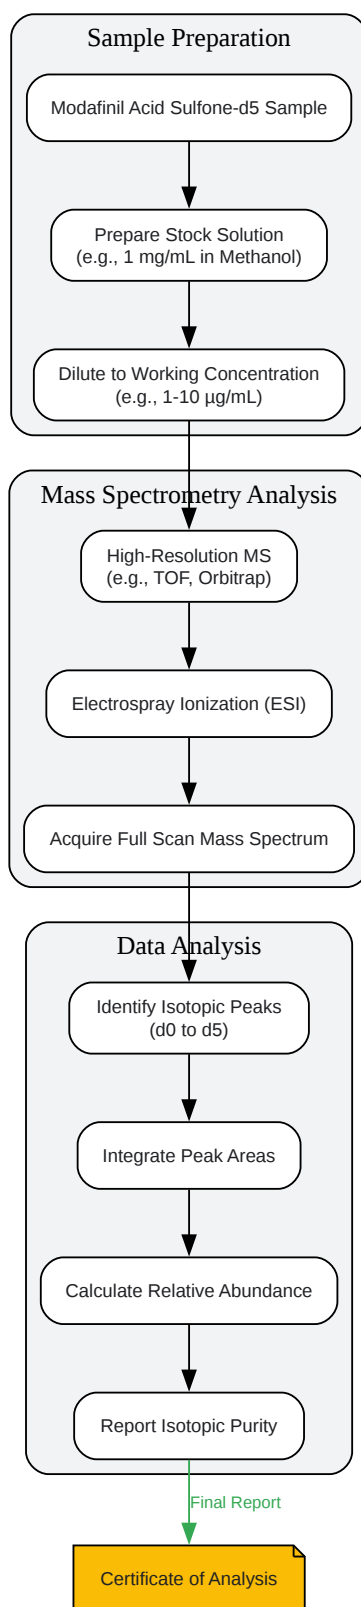 Sample Preparation
Modafinil Acid Sulfone-d5 Sample
Prepare Stock Solution
(e.g., 1 mg/mL in Methanol)
Dilute to Working Concentration
(e.g., 1-10 µg/mL)
Mass Spectrometry Analysis
High-Resolution MS
(e.g., TOF, Orbitrap)
Electrospray Ionization (ESI)
Acquire Full Scan Mass Spectrum
Data Analysis
Identify Isotopic Peaks
(d0 to d5)
Integrate Peak Areas
Calculate Relative Abundance
Report Isotopic Purity
Final Report
Certificate of Analysis